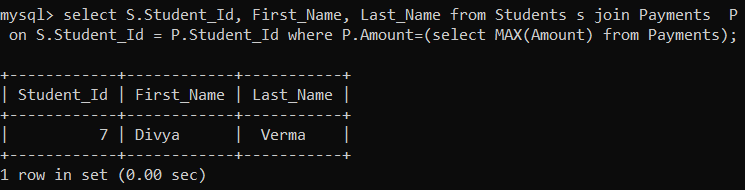 mysql> select S.Student_Id, First_Name, Last_Name from Students s join Payments  P
 on S.Student_Id = P.Student_Id where P.Amount=(select MAX(Amount) from Payments);
+------------+------------+-----------+
| Student_Id | First_Name | Last_Name |
+------------+------------+-----------+
|          7 | Divya      |  Verma    |
+------------+------------+-----------+
1 row in set (0.00 sec)